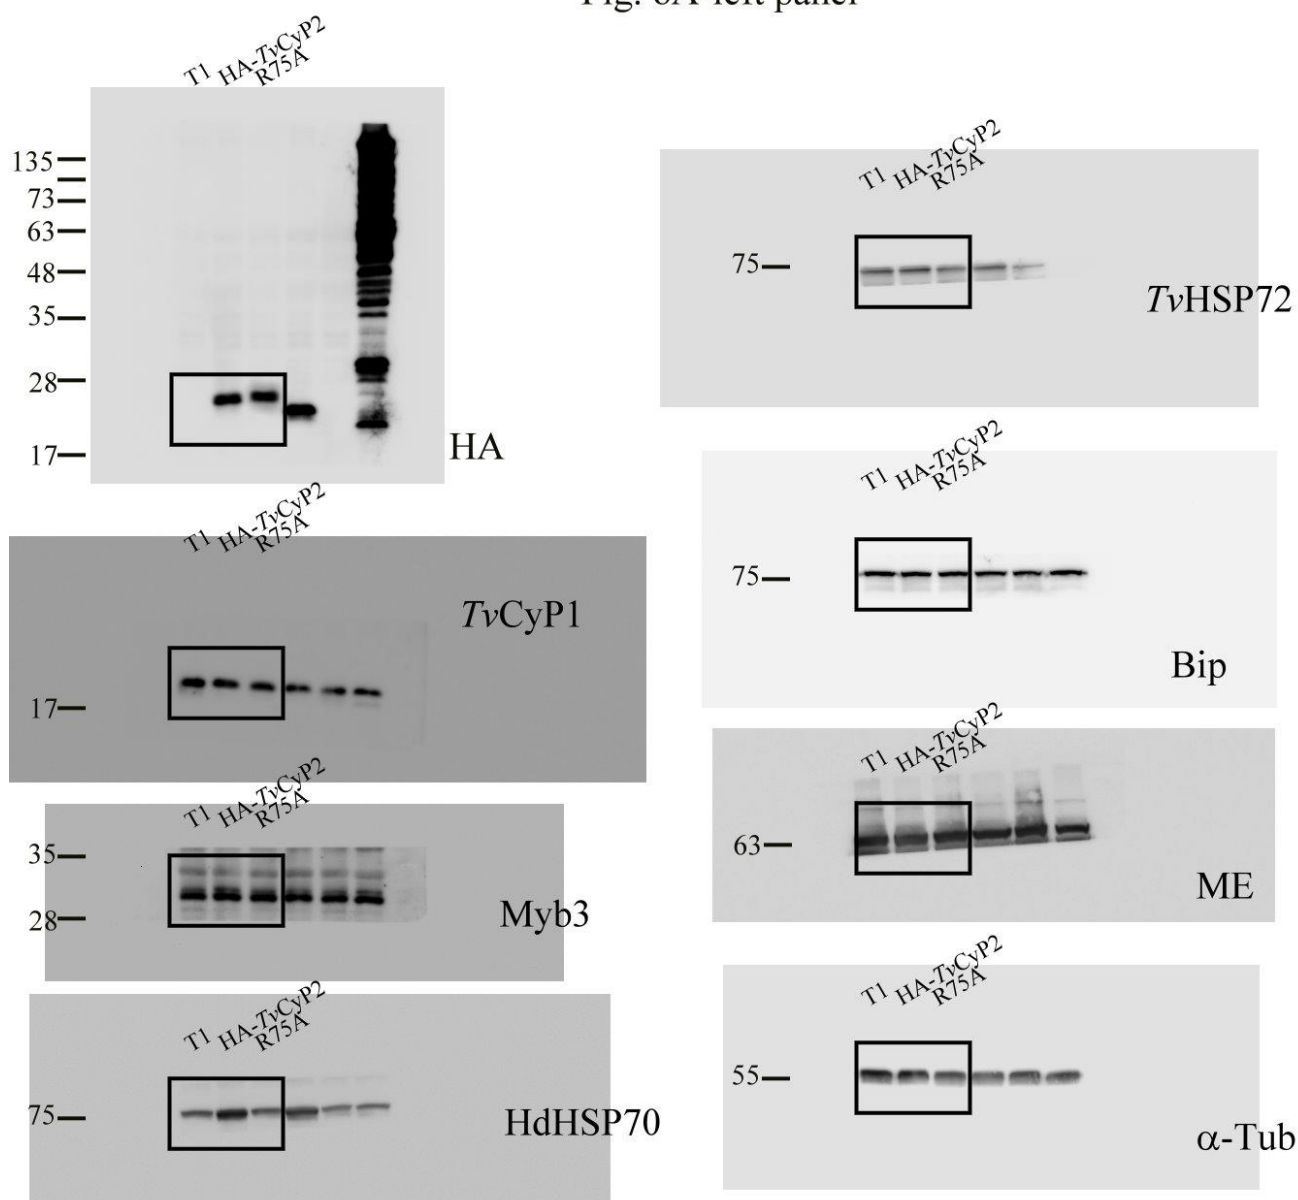 Fig. 6A-left panel
T1 HA-TvCyP2 R75A
135
73
63
48
35
28
17
HA
T1 HA-TvCyP2 R75A
TvCyP1
17
T1 HA-TvCyP2 R75A
35
28
Myb3
T1 HA-TvCyP2 R75A
75
HdHSP70
T1 HA-TvCyP2 R75A
75
TvHSP72
T1 HA-TvCyP2 R75A
75
Bip
T1 HA-TvCyP2 R75A
63
ME
T1 HA-TvCyP2 R75A
55
α-Tub